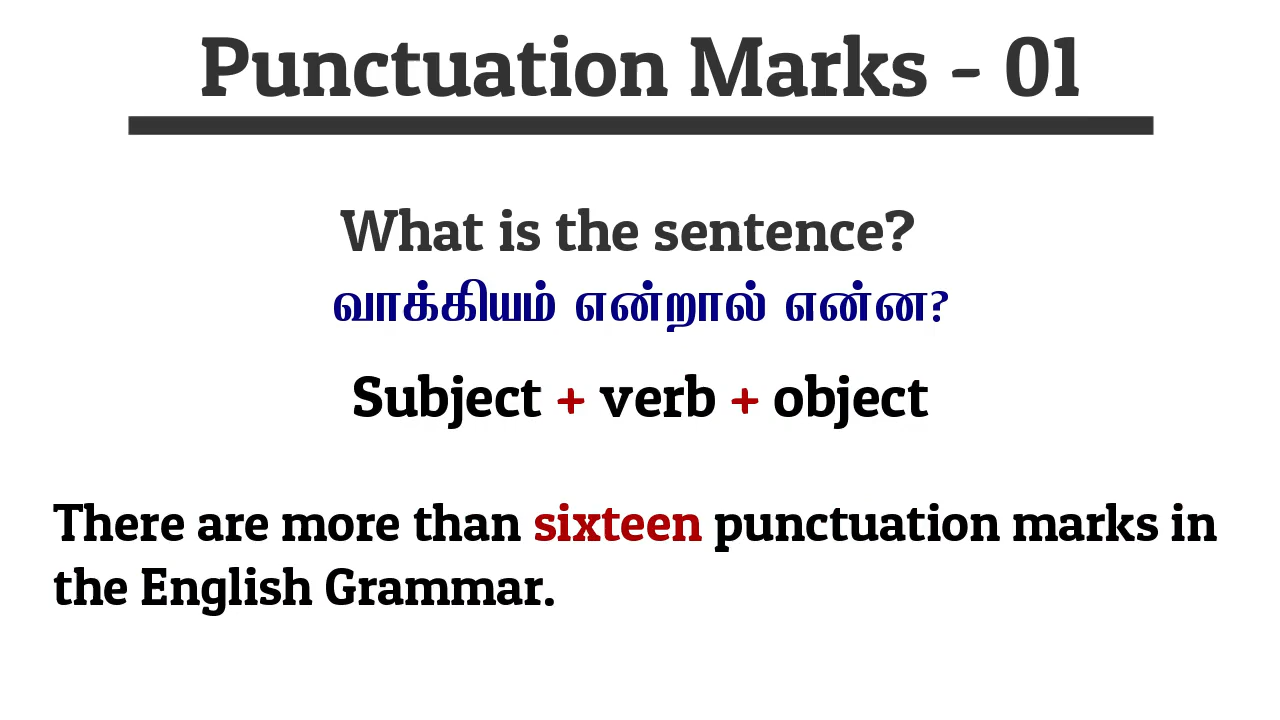 Punctuation Marks - 01
What is the sentence?
வாக்கியம் என்றால் என்ன?
Subject + verb + object
There are more than sixteen punctuation marks in
the English Grammar.